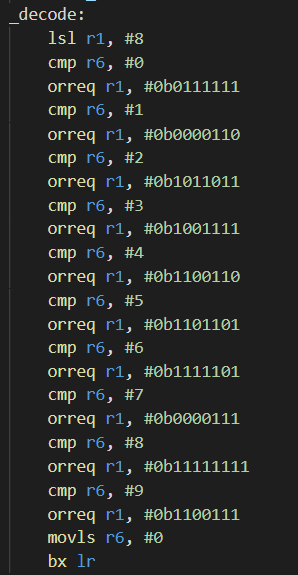 _decode:
lsl r1, #8
cmp r6, #0
orreq r1, #0b0111111
cmp r6, #1
orreq r1, #0b0000110
cmp r6, #2
orreq r1, #0b1011011
cmp r6, #3
orreq r1, #0b1001111
cmp r6, #4
orreq r1, #0b1100110
cmp r6, #5
orreq r1, #0b1101101
cmp r6, #6
orreq r1, #0b1111101
cmp r6, #7
orreq r1, #0b0000111
cmp r6, #8
orreq r1, #0b11111111
cmp r6, #9
orreq r1, #0b1100111
movls r6, #0
bx lr